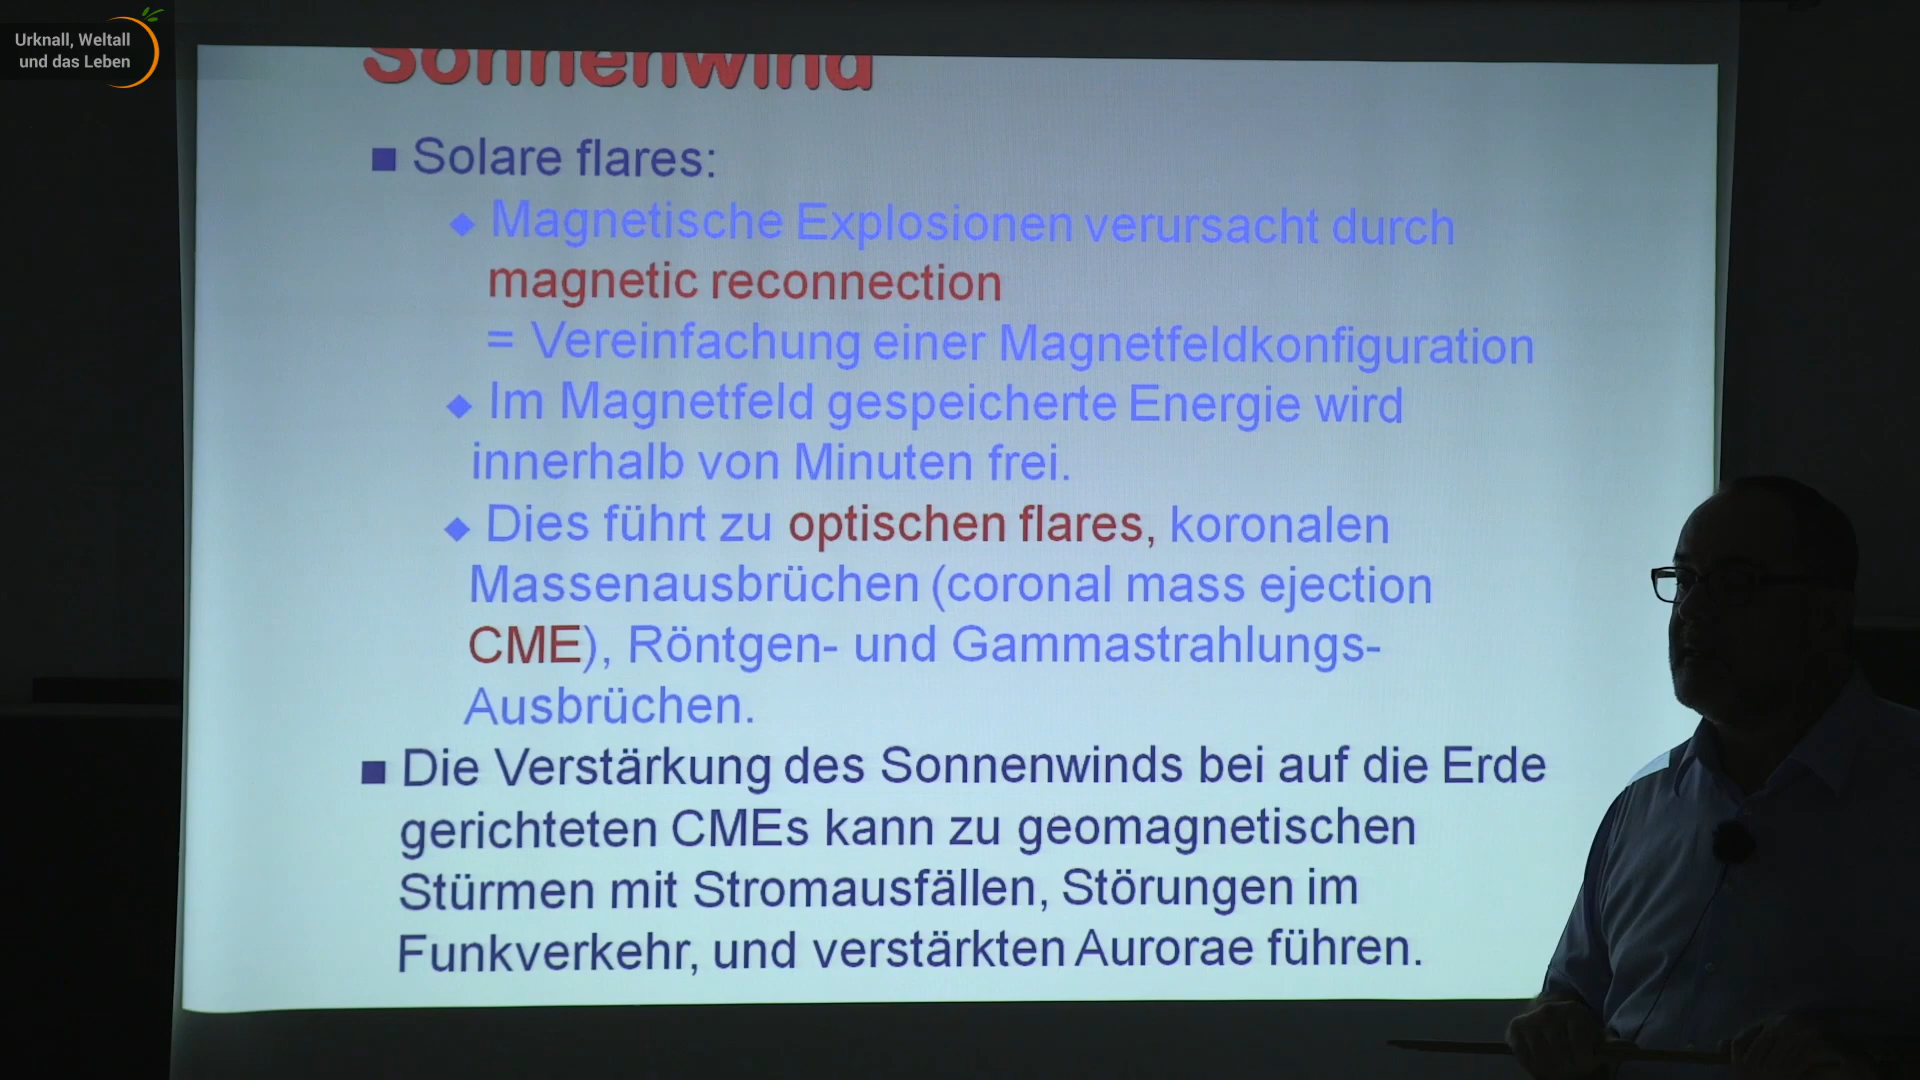 Urknall, Weltall
und das Leben
Sonnenwind
Solare flares:
Magnetische Explosionen verursacht durch
magnetic reconnection
= Vereinfachung einer Magnetfeldkonfiguration
Im Magnetfeld gespeicherte Energie wird
innerhalb von Minuten frei.
Dies führt zu optischen flares, koronalen
Massenausbrüchen (coronal mass ejection
CME), Röntgen- und Gammastrahlungs-
Ausbrüchen.
Die Verstärkung des Sonnenwinds bei auf die Erde
gerichteten CMEs kann zu geomagnetischen
Stürmen mit Stromausfällen, Störungen im
Funkverkehr, und verstärkten Aurorae führen.